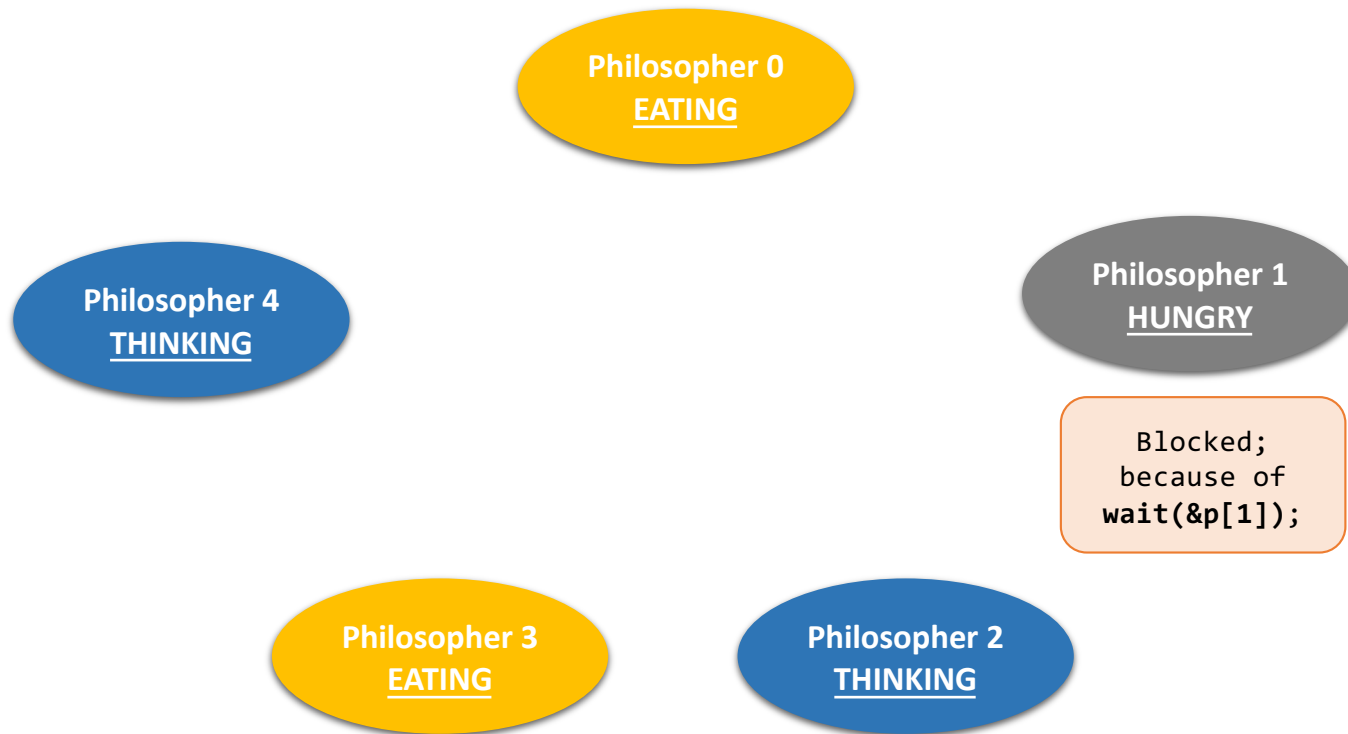 Philosopher 0
EATING
Philosopher 4
THINKING
Philosopher 1
HUNGRY
Blocked;
because of
wait(&p[1]);
Philosopher 3
EATING
Philosopher 2
THINKING